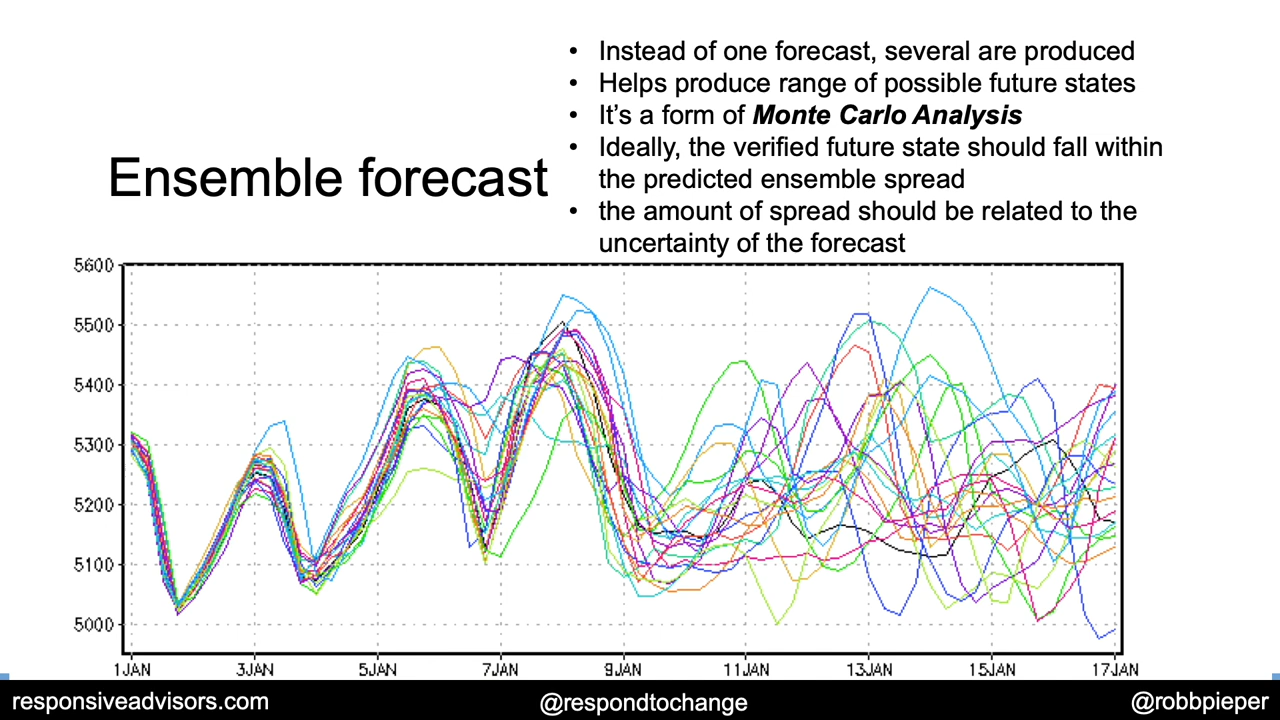 • Instead of one forecast, several are produced
• Helps produce range of possible future states
• It's a form of Monte Carlo Analysis
• Ideally, the verified future state should fall within
the predicted ensemble spread
• the amount of spread should be related to the
uncertainty of the forecast
Ensemble forecast
5600
5500
5400
5300
5200
5100
5000
1JAN 3JAN 5JAN 7JAN 9JAN 11JAN 13JAN 15JAN 17JAN
responsiveadvisors.com @respondtochange @robbpieper